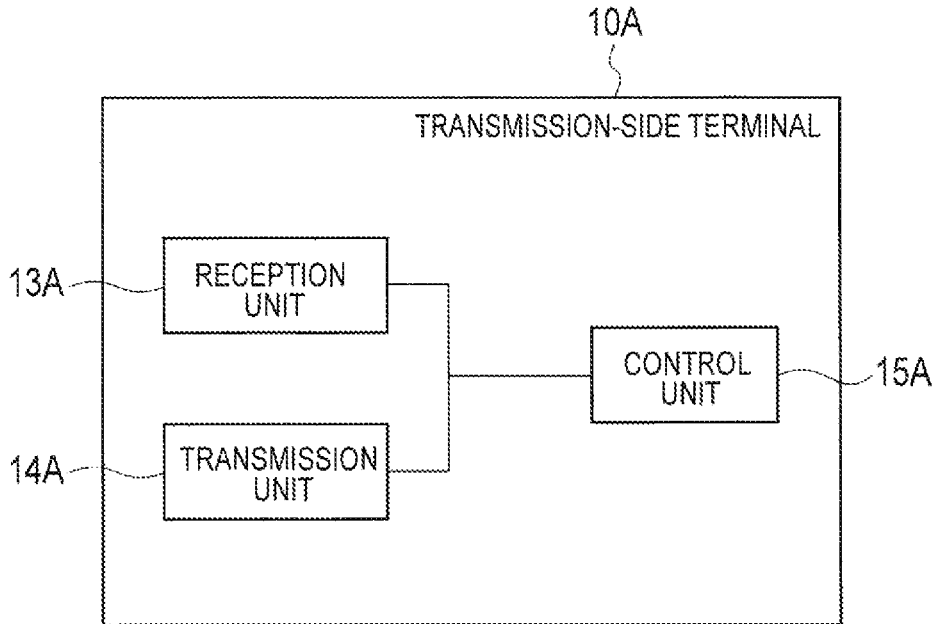 10A
TRANSMISSION-SIDE TERMINAL
13A
RECEPTION
UNIT
CONTROL
UNIT
15A
14A
TRANSMISSION
UNIT